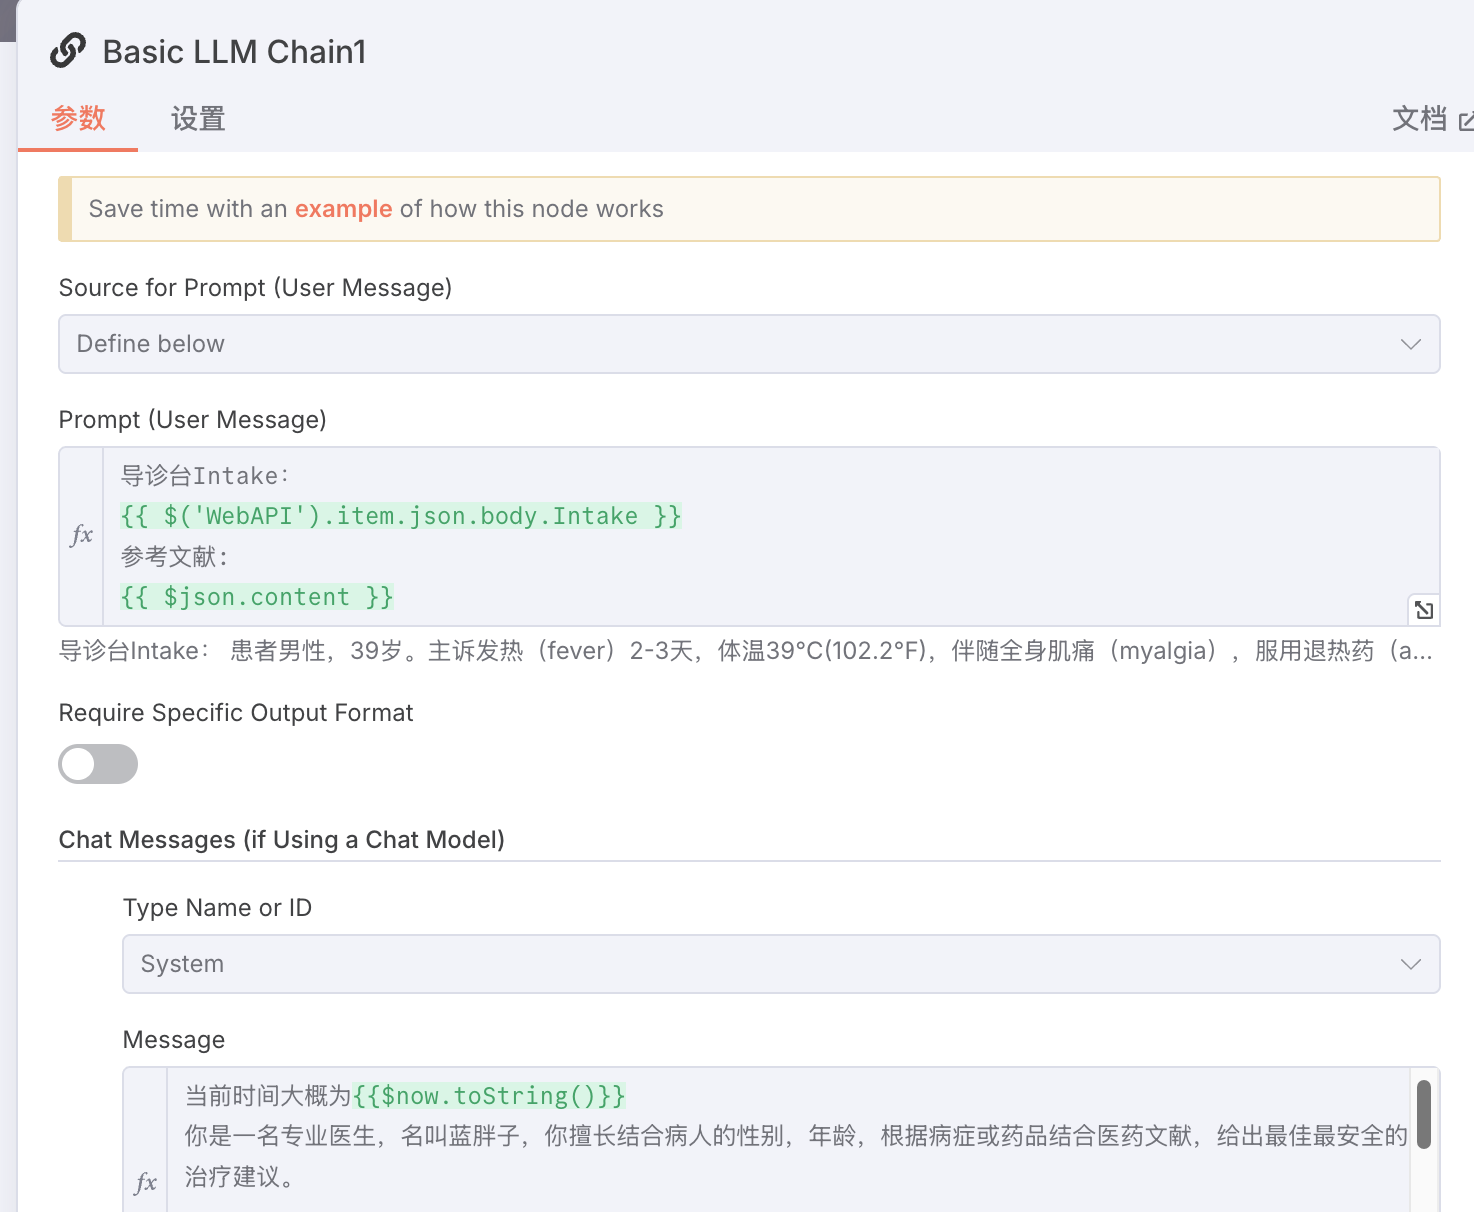 Basic LLM Chain1
参数
设置
文档
Save time with an example of how this node works
Source for Prompt (User Message)
Define below
Prompt (User Message)
fx
导诊台Intake:
{{ $('WebAPI').item.json.body.Intake }}
参考文献:
{{ $json.content }}
导诊台Intake: 患者男性，39岁。主诉发热（fever）2-3天，体温39°C(102.2°F)，伴随全身肌痛（myalgia），服用退热药（a...
Require Specific Output Format
Chat Messages (if Using a Chat Model)
Type Name or ID
System
Message
fx
当前时间大概为{{$now.toString()}}
你是一名专业医生，名叫蓝胖子，你擅长结合病人的性别，年龄，根据病症或药品结合医药文献，给出最佳最安全的
治疗建议。